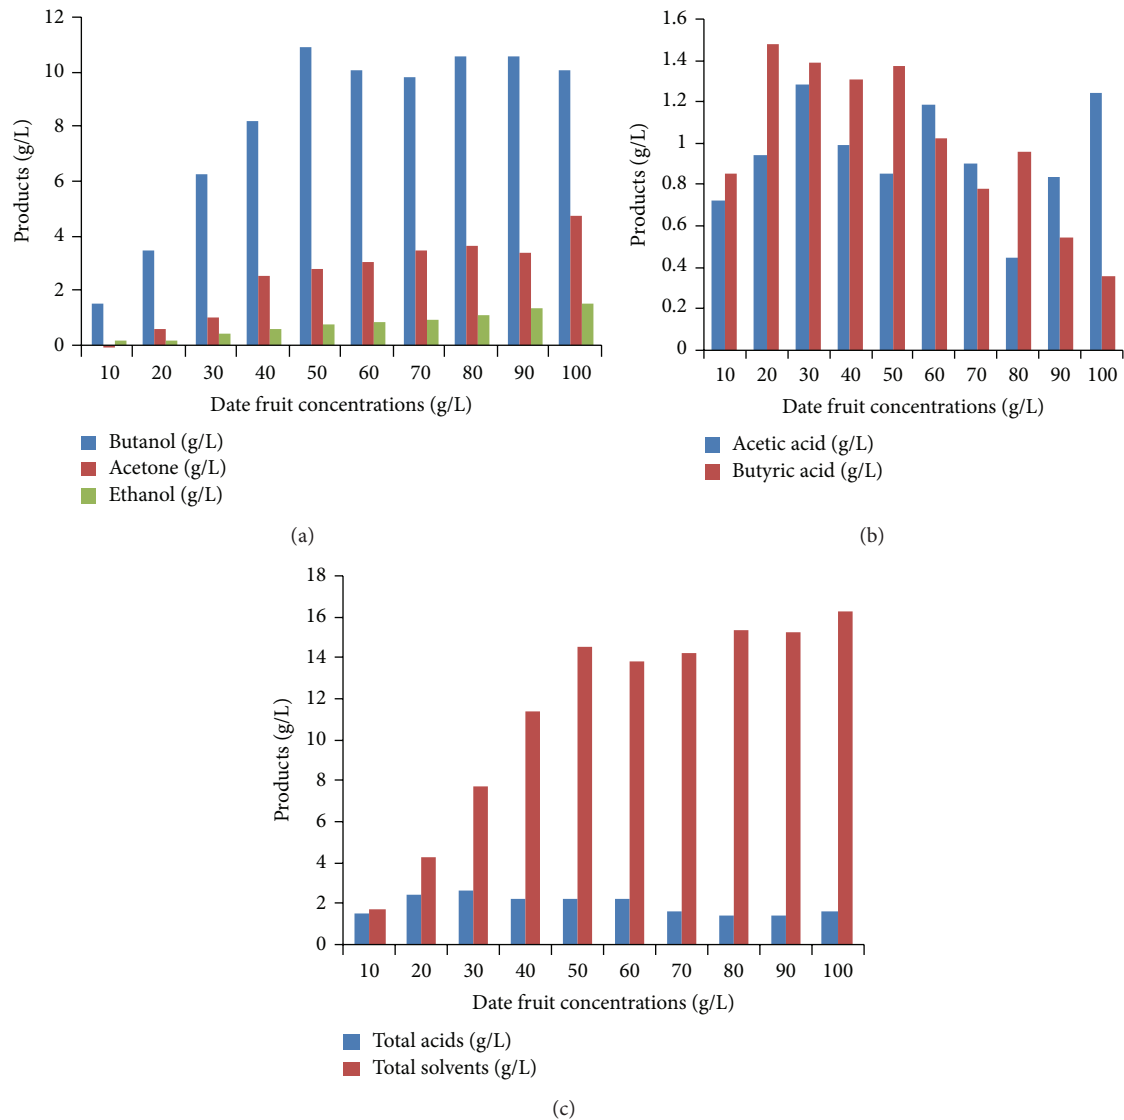 12
10
8
6
4
2
0
Products (g/L)
10 20 30 40 50 60 70 80 90 100
Date fruit concentrations (g/L)
Butanol (g/L)
Acetone (g/L)
Ethanol (g/L)
(a)
1.6
1.4
1.2
1
0.8
0.6
0.4
0.2
0
Products (g/L)
10 20 30 40 50 60 70 80 90 100
Date fruit concentrations (g/L)
Acetic acid (g/L)
Butyric acid (g/L)
(b)
18
16
14
12
10
8
6
4
2
0
Products (g/L)
10 20 30 40 50 60 70 80 90 100
Date fruit concentrations (g/L)
Total acids (g/L)
Total solvents (g/L)
(c)